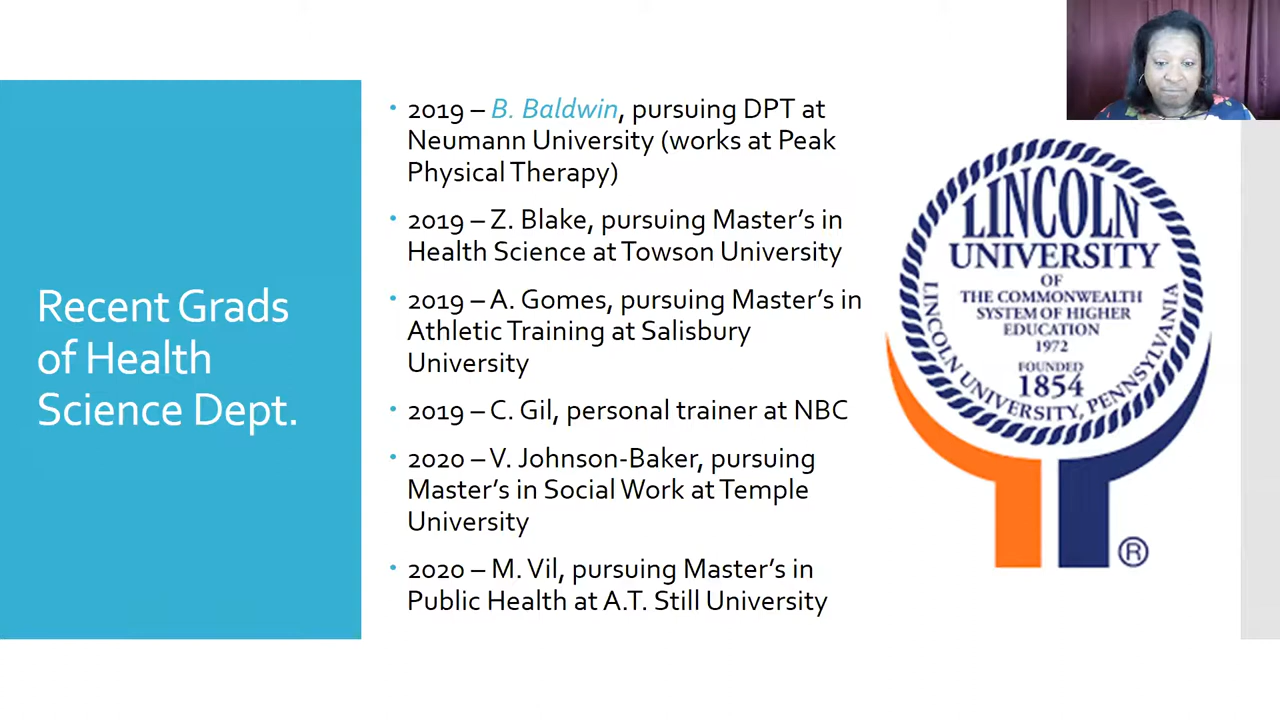 Recent Grads
of Health
Science Dept.
2019 – B. Baldwin, pursuing DPT at
Neumann University (works at Peak
Physical Therapy)
2019 – Z. Blake, pursuing Master's in
Health Science at Towson University
2019 – A. Gomes, pursuing Master's in
Athletic Training at Salisbury
University
2019 – C. Gil, personal trainer at NBC
2020 – V. Johnson-Baker, pursuing
Master's in Social Work at Temple
University
2020 – M. Vil, pursuing Master's in
Public Health at A.T. Still University
LINCOLN
UNIVERSITY
OF
THE COMMONWEALTH
SYSTEM OF HIGHER
EDUCATION
1972
FOUNDED
1854
LINCOLN UNIVERSITY, PENNSYLVANIA
®